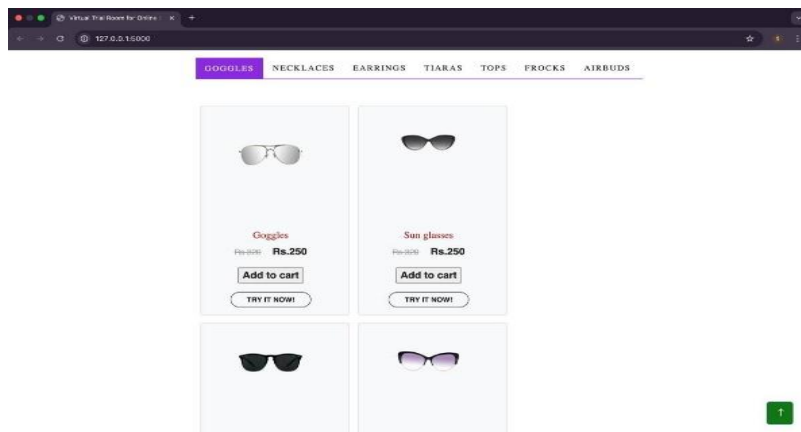 Virtual Trial Room for Online
127.0.0.1:5000
GOGGLES NECKLACES EARRINGS TIARAS TOPS FROCKS AIRBUDS
Goggles
Rs.250
Add to cart
TRY IT NOW!
Sun glasses
Rs.250
Add to cart
TRY IT NOW!